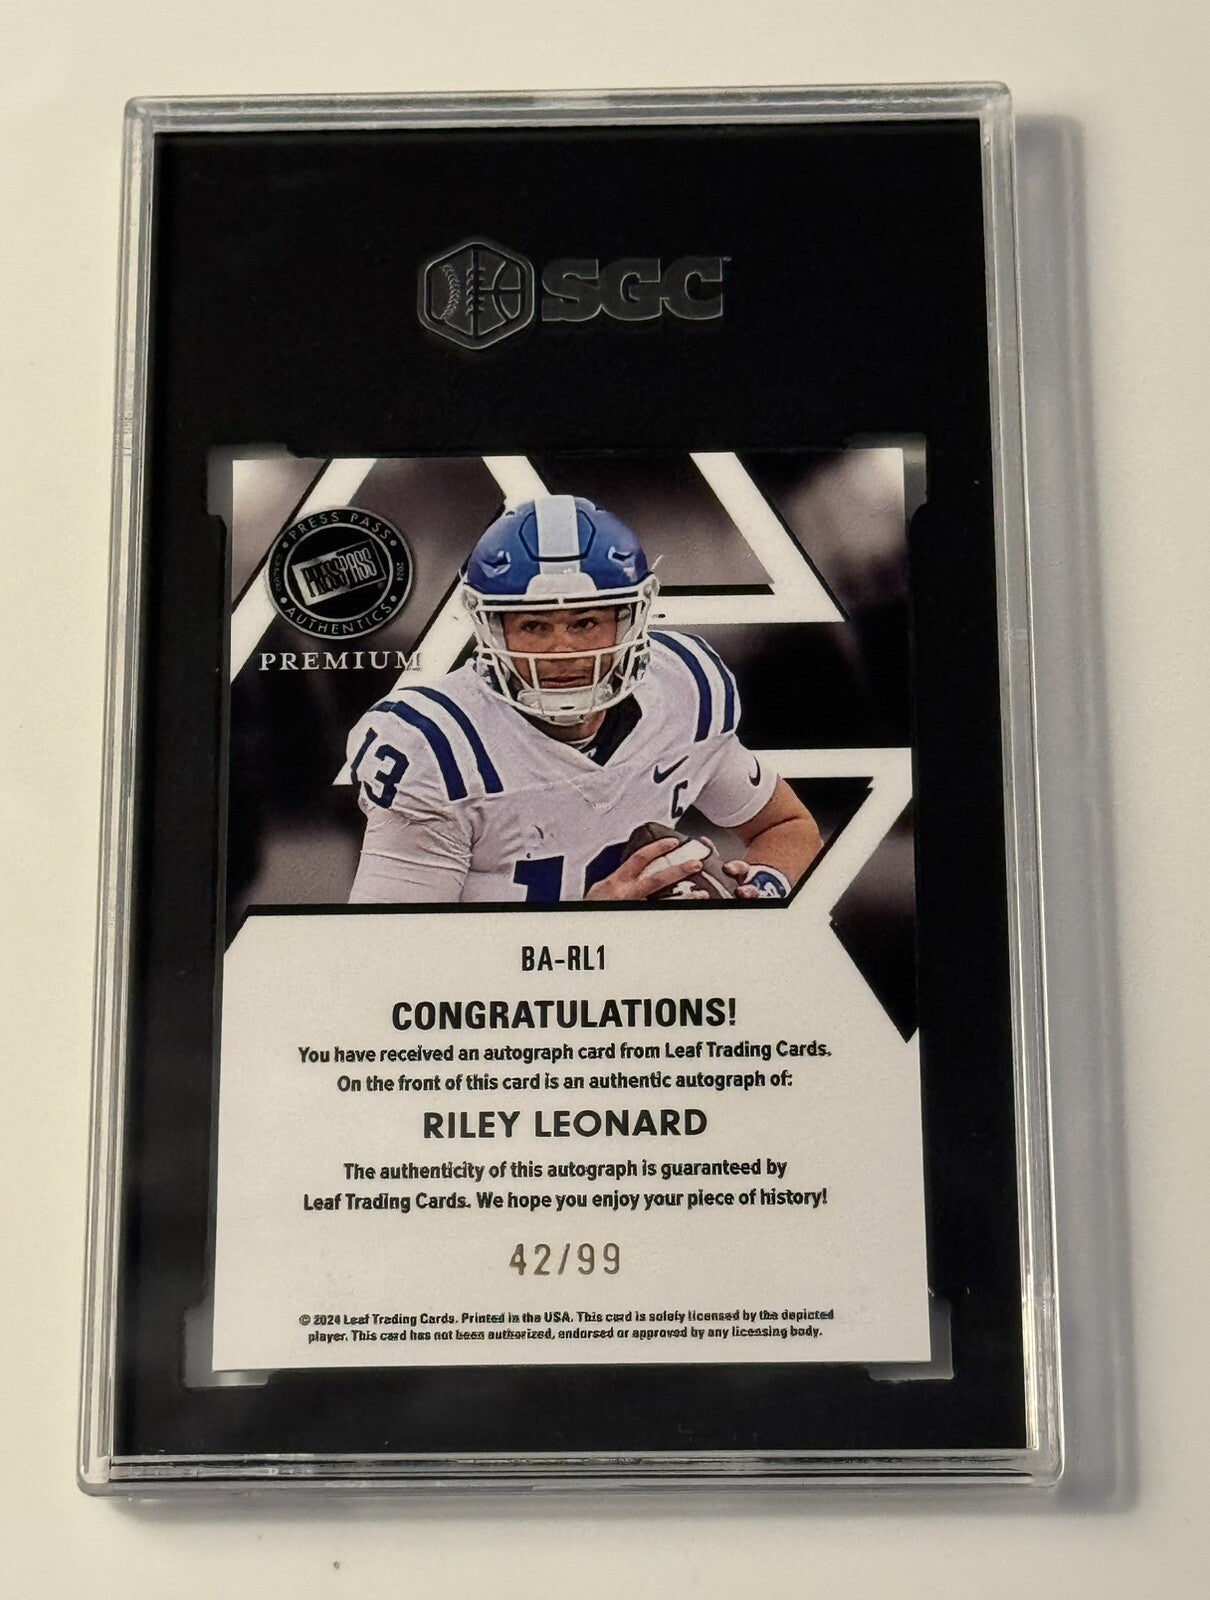 SGC
PRESS PASS
PRESSPASS
2024
AUTHENTICS
PREMIUM
13
C
BA-RL1
CONGRATULATIONS!
You have received an autograph card from Leaf Trading Cards.
On the front of this card is an authentic autograph of:
RILEY LEONARD
The authenticity of this autograph is guaranteed by
Leaf Trading Cards. We hope you enjoy your piece of history!
42/99
© 2024 Leaf Trading Cards. Printed in the USA. This card is solely licensed by the depicted
player. This card has not been authorized, endorsed or approved by any licensing body.